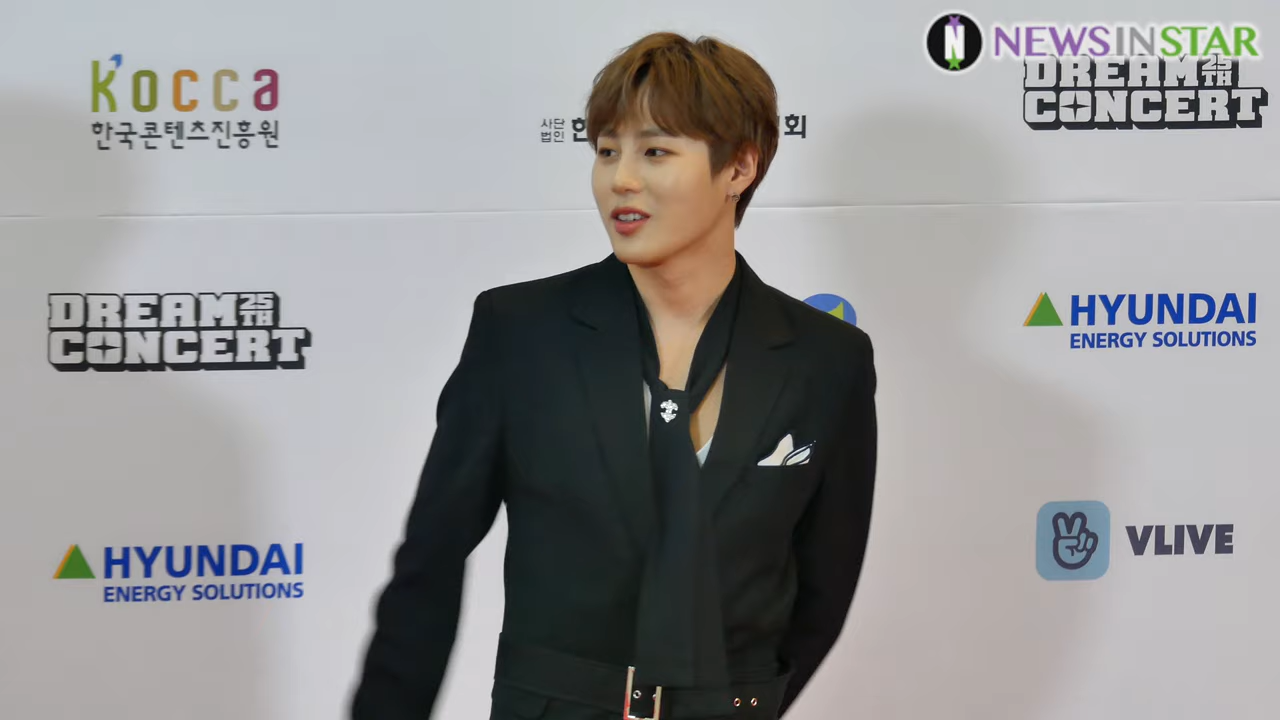 NEWSINSTAR
N
Kocca
한국콘텐츠진흥원
사단
법인
한
회
DREAM 25TH
CONCERT
DREAM 25TH
CONCERT
HYUNDAI
ENERGY SOLUTIONS
HYUNDAI
ENERGY SOLUTIONS
VLIVE